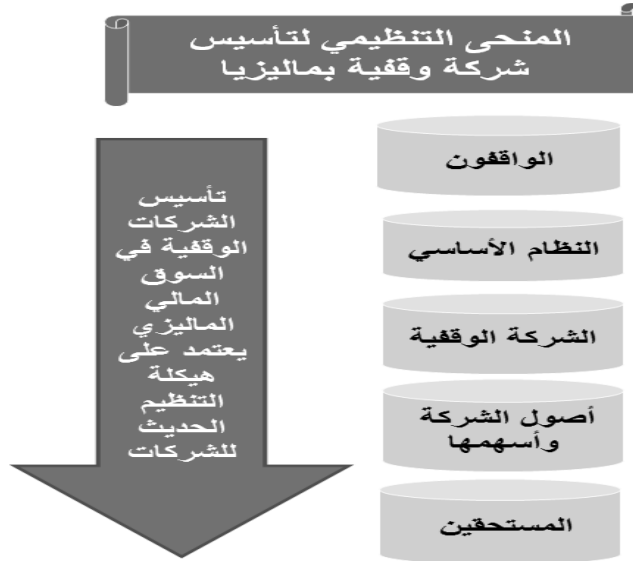 المنحى التنظيمي لتأسيس
شركة وقفية بماليزيا
الواقفون
النظام الأساسي
الشركة الوقفية
أصول الشركة
وأسهمها
المستحقين
تأسيس
الشركات
الوقفية في
السوق
المالي
الماليزي
يعتمد على
هيكلة
التنظيم
الحديث
للشركات